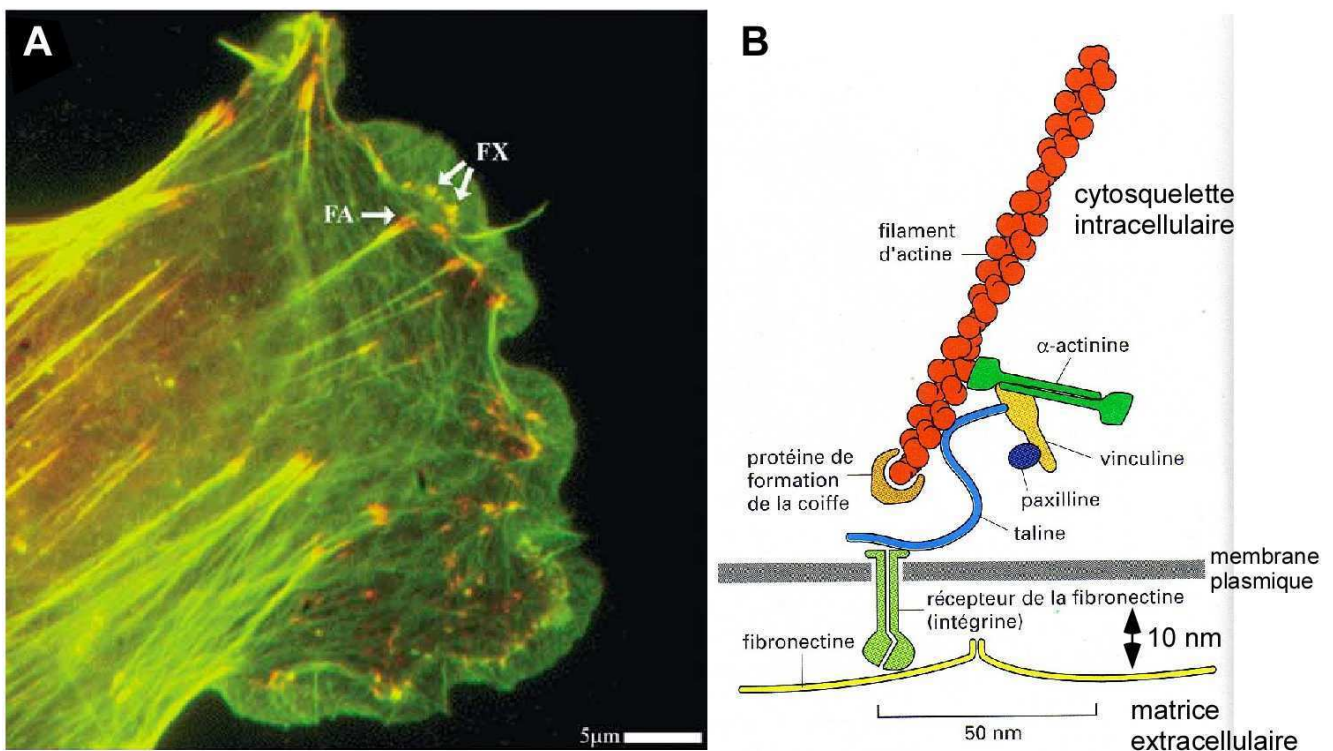 A
FX
FA
5µm
B
cytosquelette
intracellulaire
filament
d'actine
α-actinine
protéine de
formation
de la coiffe
vinculine
paxilline
taline
membrane
plasmique
récepteur de la fibronectine
(intégrine)
10 nm
fibronectine
50 nm
matrice
extracellulaire